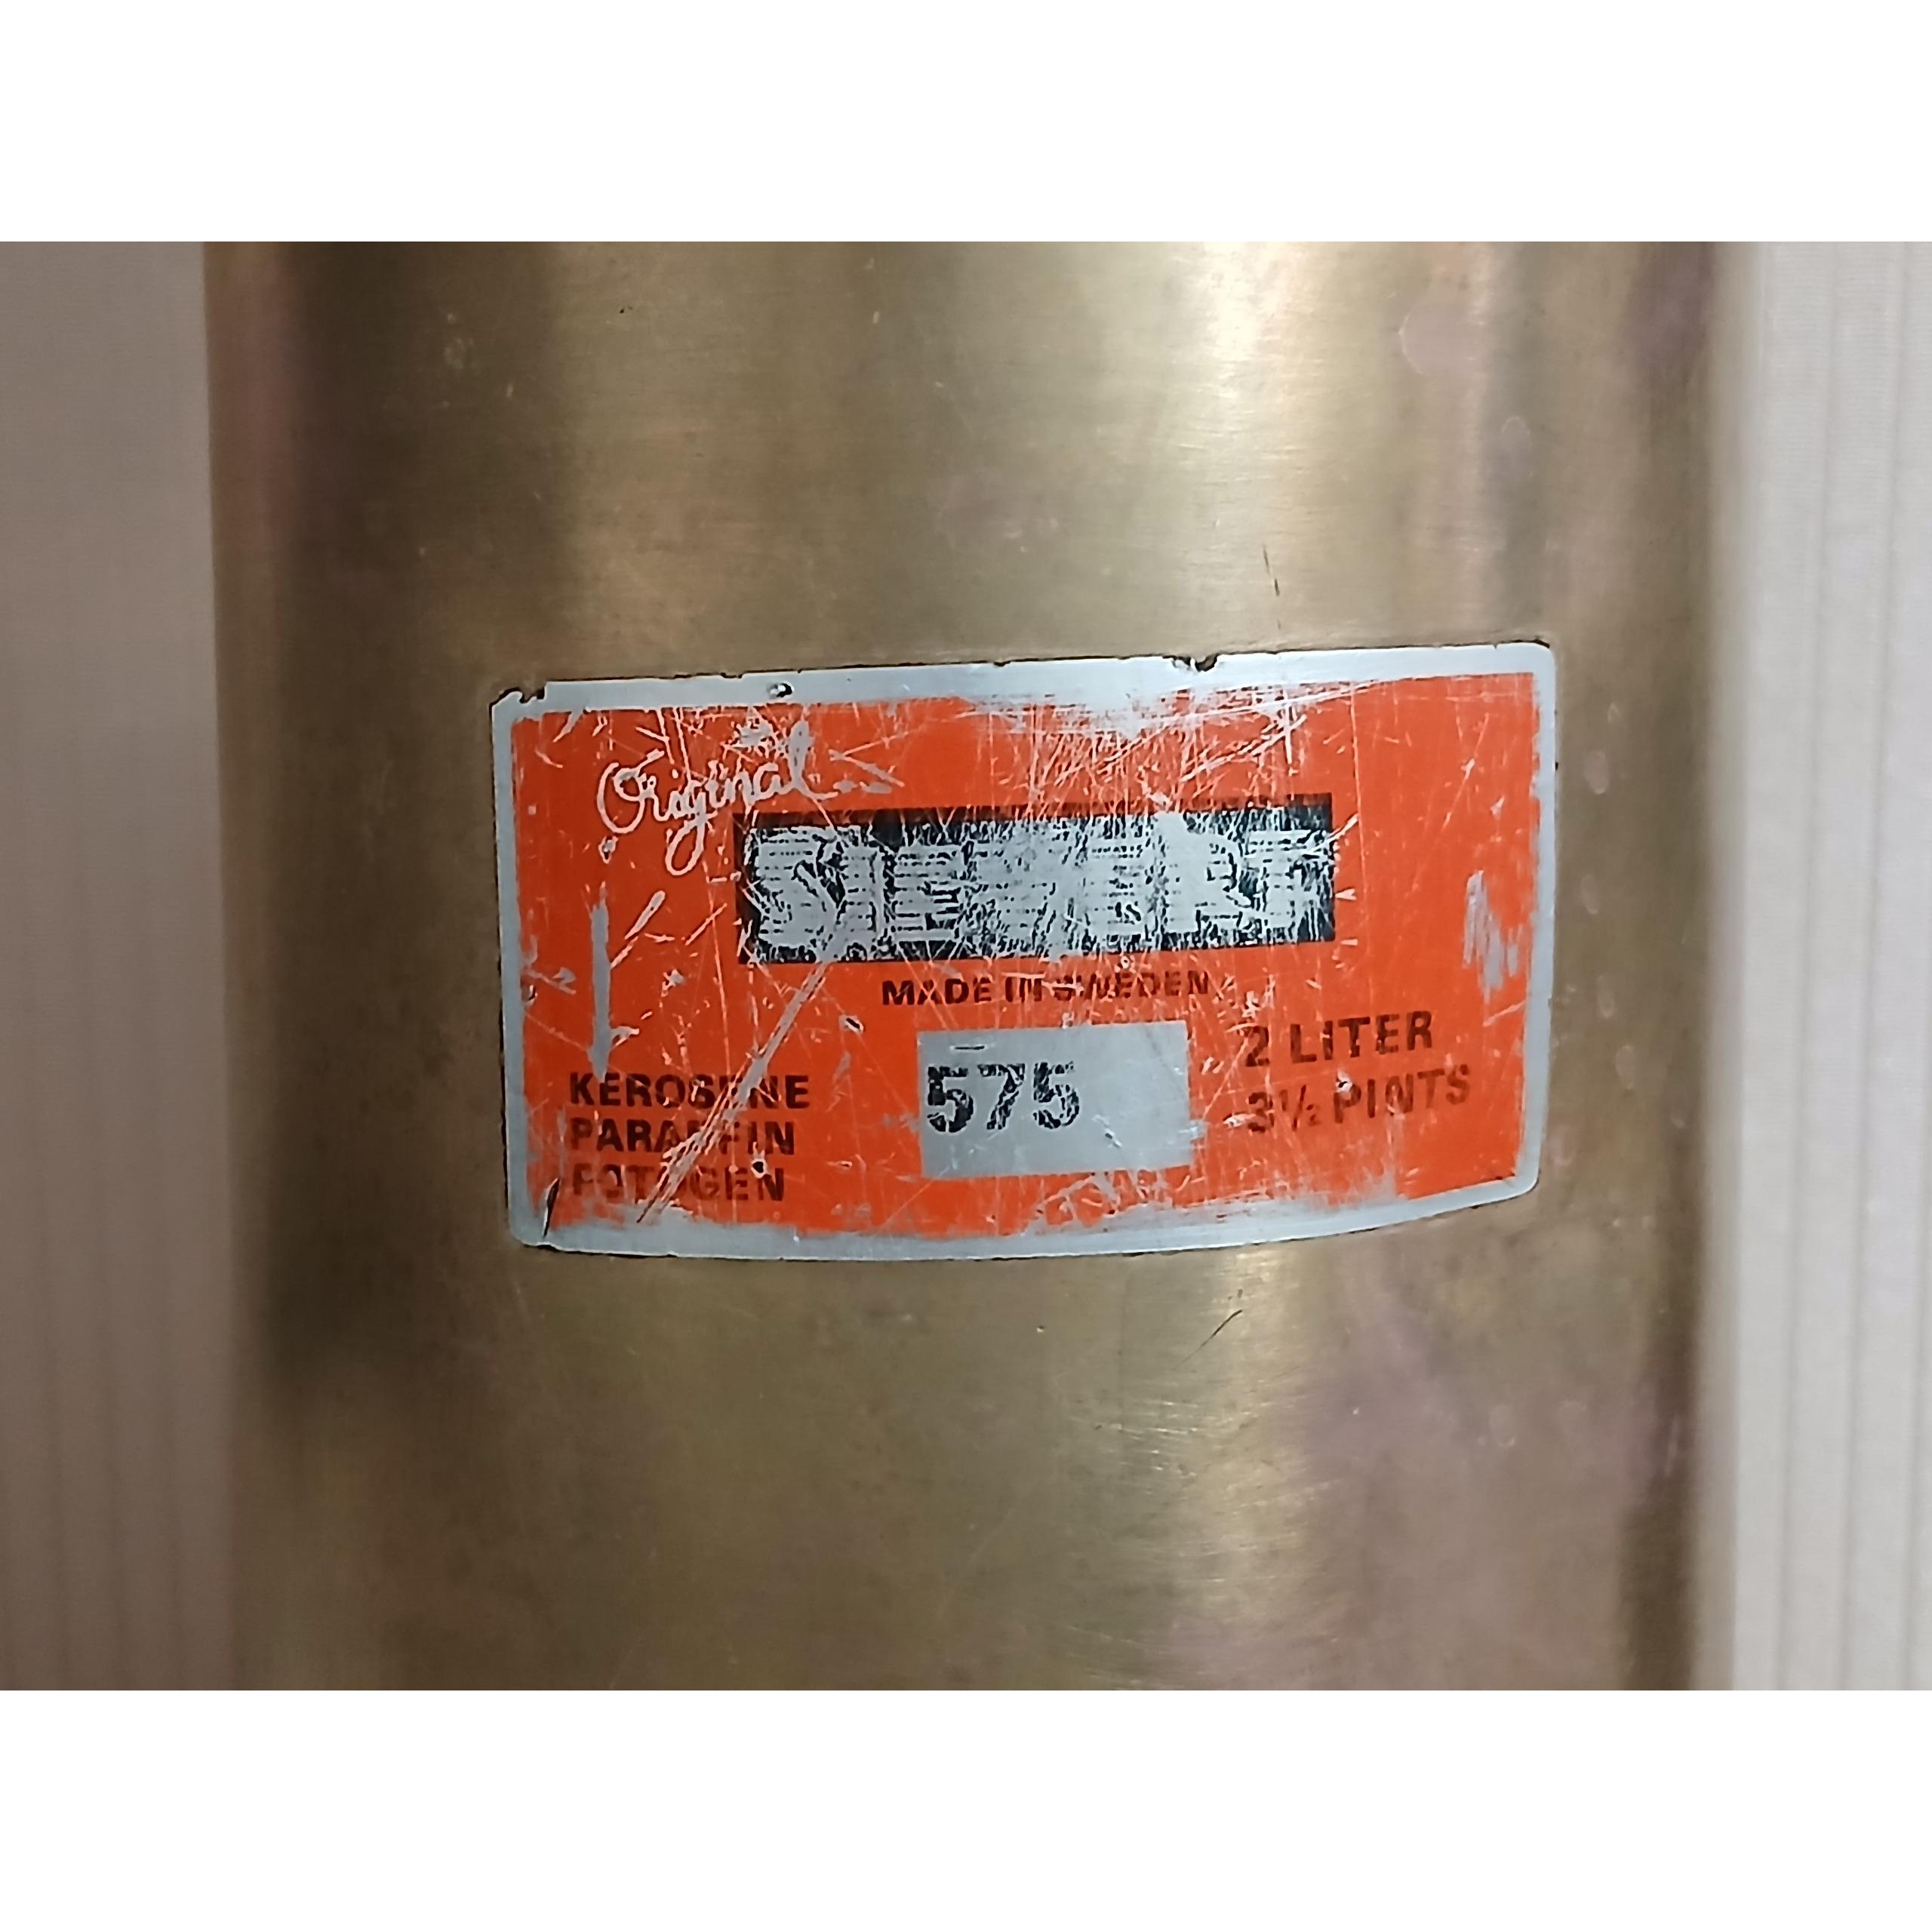 Original
SIEVERT
MADE IN SWEDEN
575
2 LITER
3½ PINTS
KEROSENE
PARAFFIN
FOTOGEN